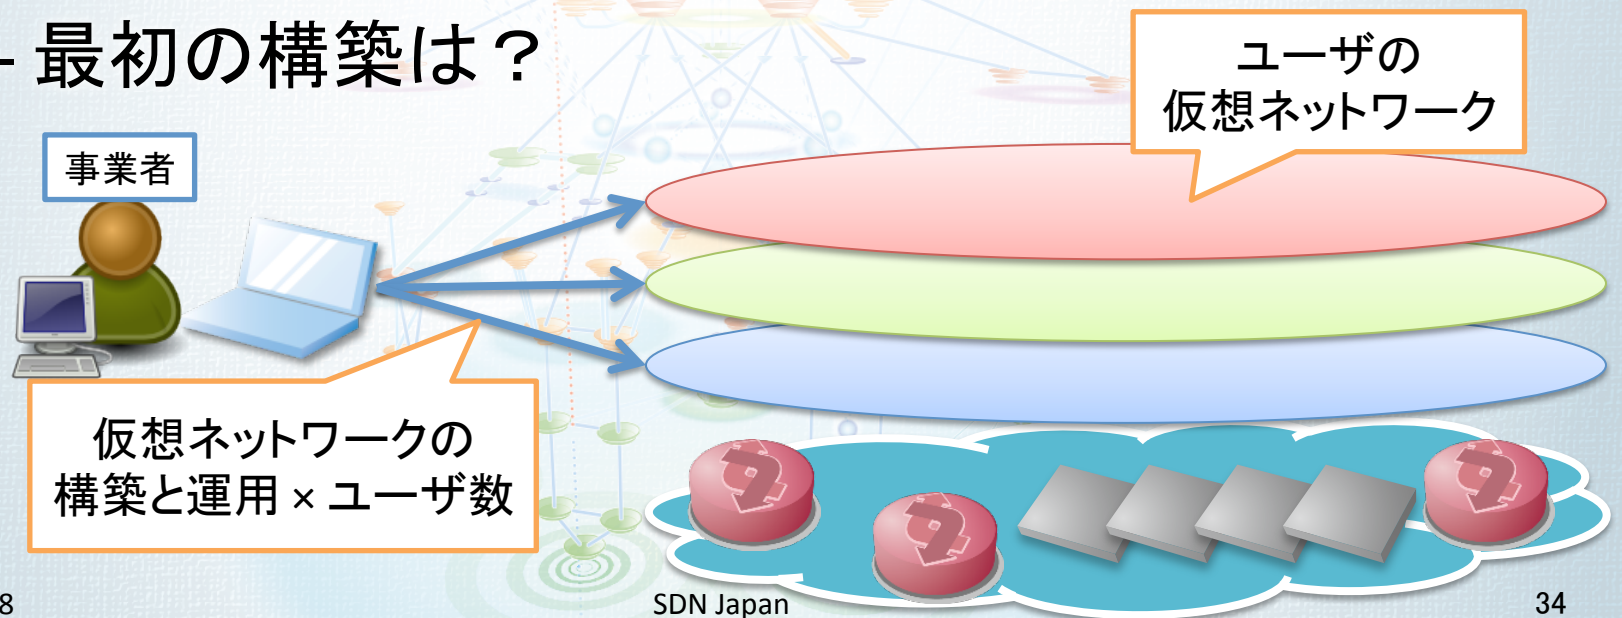 - 最初の構築は？
ユーザの
仮想ネットワーク
事業者
仮想ネットワークの
構築と運用 × ユーザ数
8
SDN Japan
34